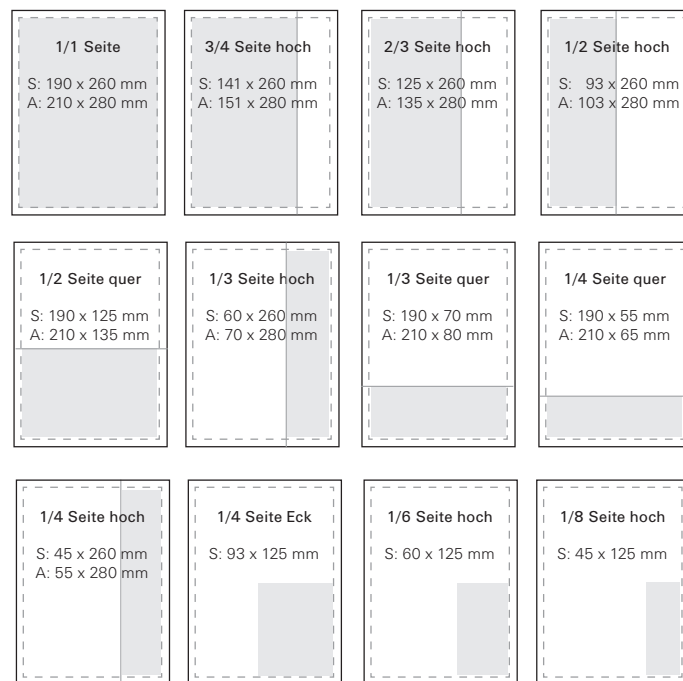 1/1 Seite
S: 190 x 260 mm
A: 210 x 280 mm
3/4 Seite hoch
S: 141 x 260 mm
A: 151 x 280 mm
2/3 Seite hoch
S: 125 x 260 mm
A: 135 x 280 mm
1/2 Seite hoch
S: 93 x 260 mm
A: 103 x 280 mm
1/2 Seite quer
S: 190 x 125 mm
A: 210 x 135 mm
1/3 Seite hoch
S: 60 x 260 mm
A: 70 x 280 mm
1/3 Seite quer
S: 190 x 70 mm
A: 210 x 80 mm
1/4 Seite quer
S: 190 x 55 mm
A: 210 x 65 mm
1/4 Seite hoch
S: 45 x 260 mm
A: 55 x 280 mm
1/4 Seite Eck
S: 93 x 125 mm
1/6 Seite hoch
S: 60 x 125 mm
1/8 Seite hoch
S: 45 x 125 mm